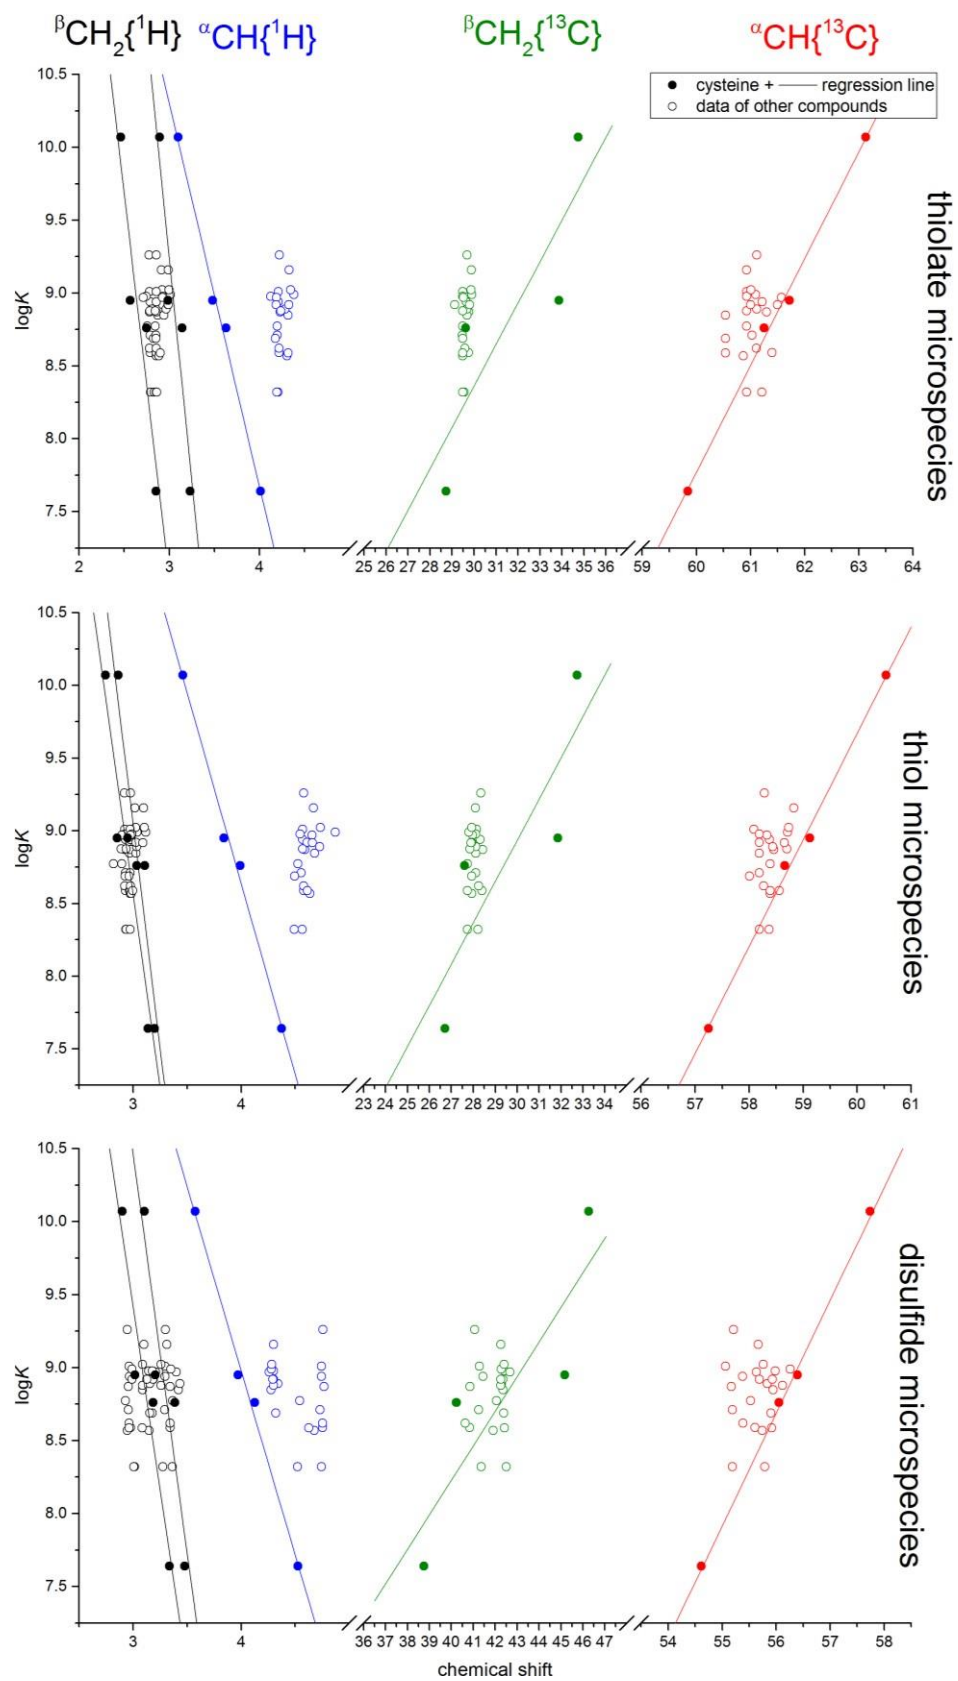 βCH2{1H} αCH{1H} βCH2{13C} αCH{13C}
cysteine + regression line
data of other compounds
10.5
10.0
9.5
9.0
8.5
8.0
7.5
logK
thiolate microspecies
2 3 4 25 26 27 28 29 30 31 32 33 34 35 36 59 60 61 62 63 64
10.5
10.0
9.5
9.0
8.5
8.0
7.5
logK
thiol microspecies
3 4 23 24 25 26 27 28 29 30 31 32 33 34 56 57 58 59 60 61
10.5
10.0
9.5
9.0
8.5
8.0
7.5
logK
disulfide microspecies
3 4 36 37 38 39 40 41 42 43 44 45 46 47 54 55 56 57 58
chemical shift